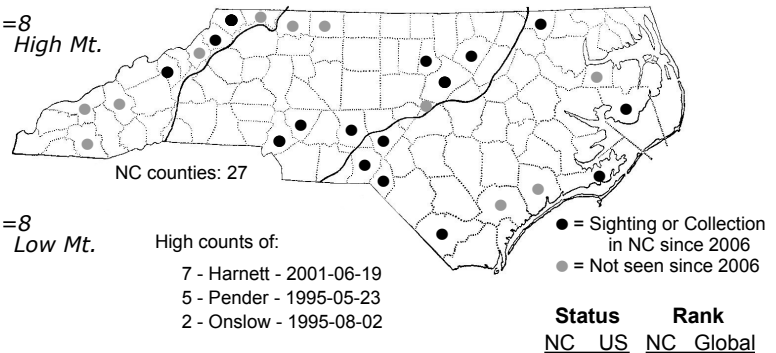 =8
High Mt.
NC counties: 27
=8
Low Mt.
High counts of:
7 - Harnett - 2001-06-19
5 - Pender - 1995-05-23
2 - Onslow - 1995-08-02
= Sighting or Collection
in NC since 2006
= Not seen since 2006
Status Rank
NC US NC Global